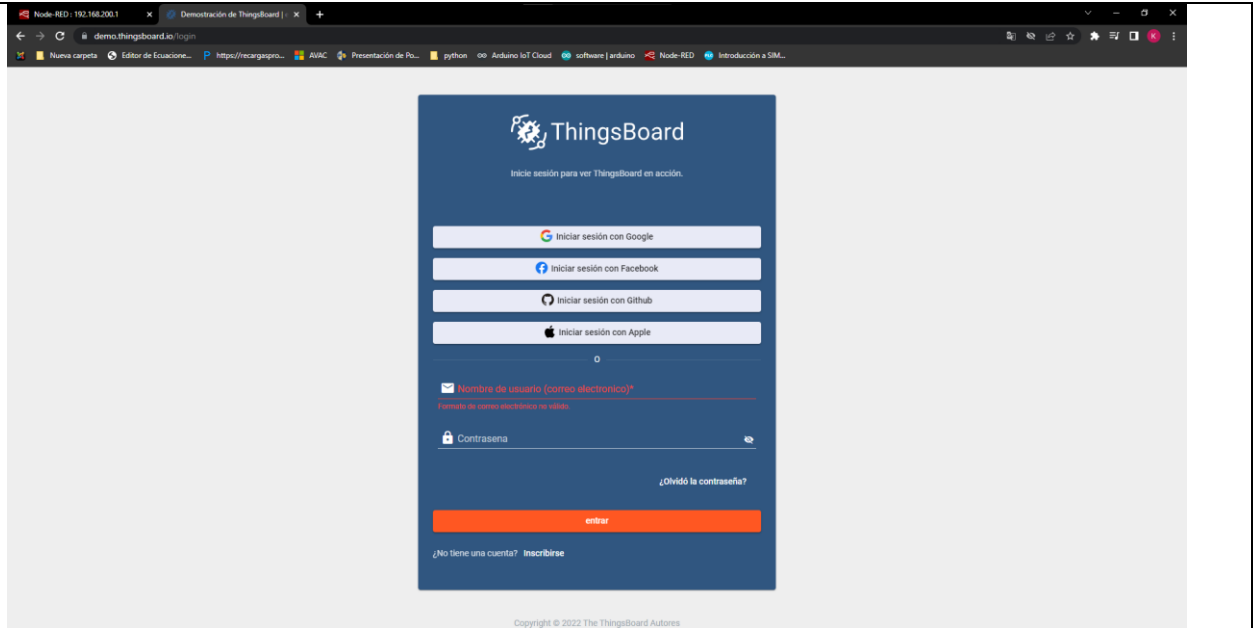 Node-RED : 192.168.200.1
Demostración de ThingsBoard |
demo.thingsboard.io/login
Nueva carpeta
Editor de Ecuacione...
https://recargaspro...
AVAC
Presentación de Po...
python
Arduino IoT Cloud
software | arduino
Node-RED
Introducción a SIM...
K
ThingsBoard
Inicie sesión para ver ThingsBoard en acción.
Iniciar sesión con Google
Iniciar sesión con Facebook
Iniciar sesión con Github
Iniciar sesión con Apple
O
Nombre de usuario (correo electronico)*
Formato de correo electrónico no válido.
Contrasena
¿Olvidó la contraseña?
entrar
¿No tiene una cuenta? Inscribirse
Copyright © 2022 The ThingsBoard Autores